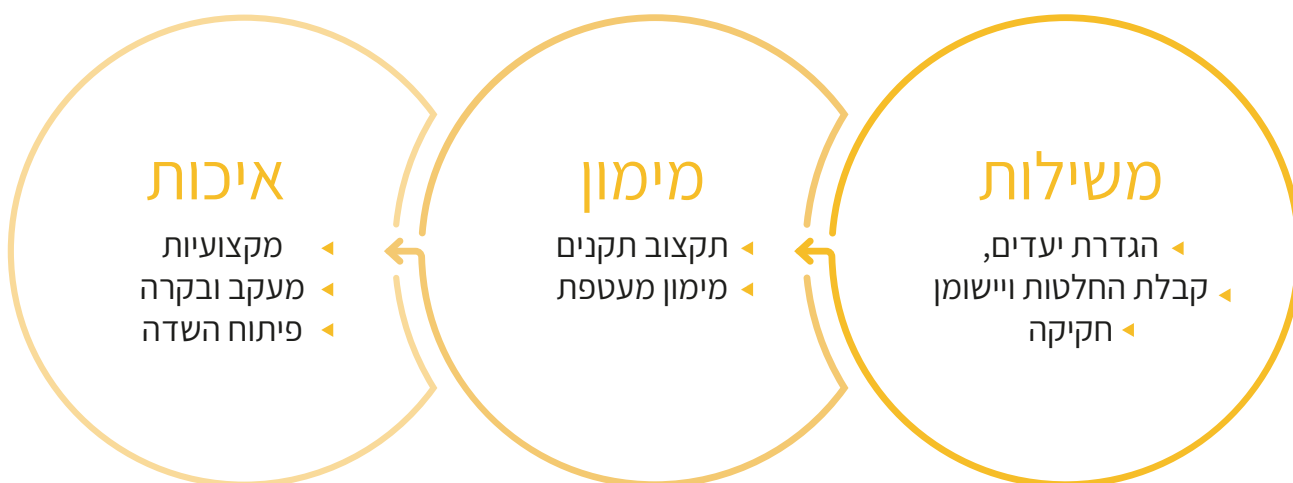 משילות
הגדרת יעדים,
קבלת החלטות ויישומן
חקיקה
מימון
תקצוב תקנים
מימון מעטפת
איכות
מקצועיות
מעקב ובקרה
פיתוח השדה